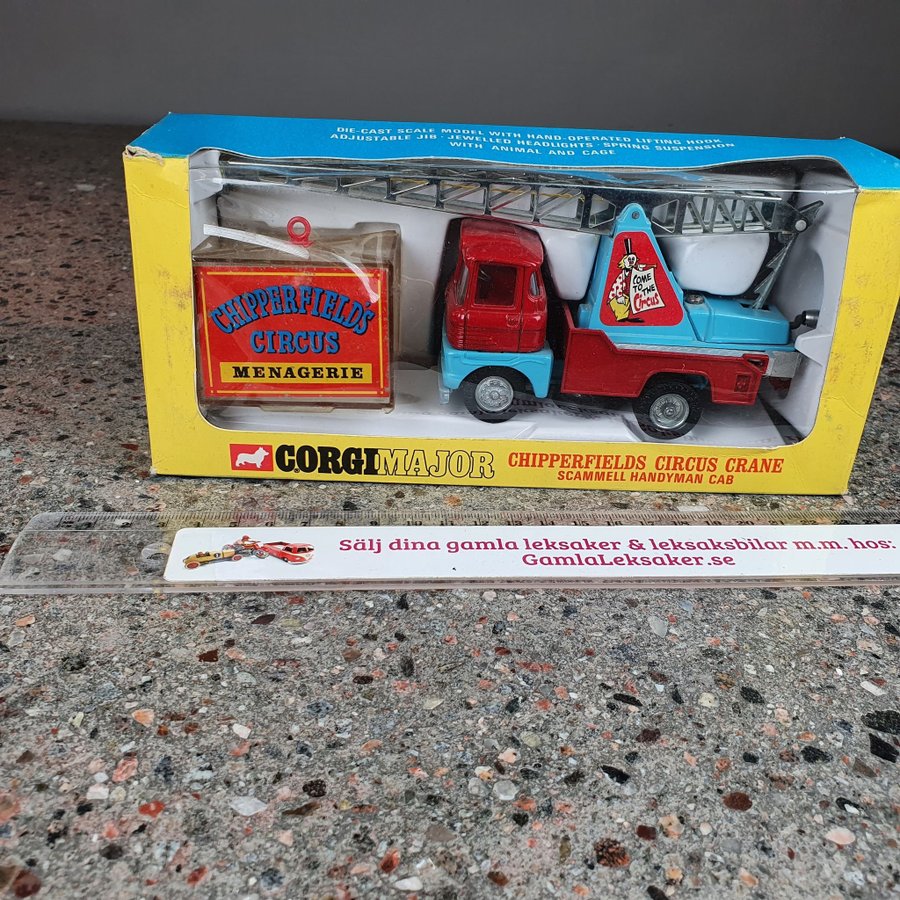 DIE-CAST SCALE MODEL WITH HAND-OPERATED LIFTING HOOK
ADJUSTABLE JIB · JEWELLED HEADLIGHTS · SPRING SUSPENSION
WITH ANIMAL AND CAGE
CHIPPERFIELDS
CIRCUS
MENAGERIE
COME
TO
THE
Circus
CORGI MAJOR
CHIPPERFIELDS CIRCUS CRANE
SCAMMELL HANDYMAN CAB
Sälj dina gamla leksaker & leksaksbilar m.m. hos:
GamlaLeksaker.se